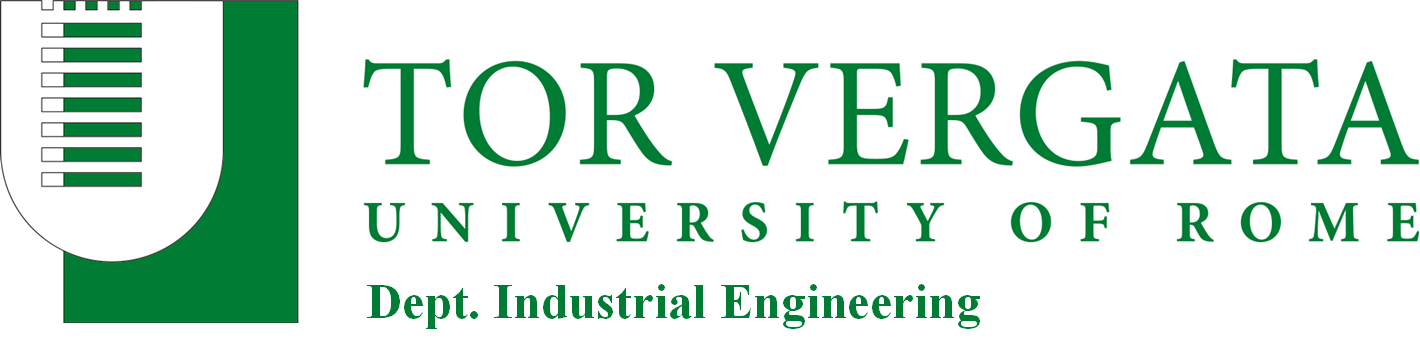 TOR VERGATA
UNIVERSITY OF ROME
Dept. Industrial Engineering